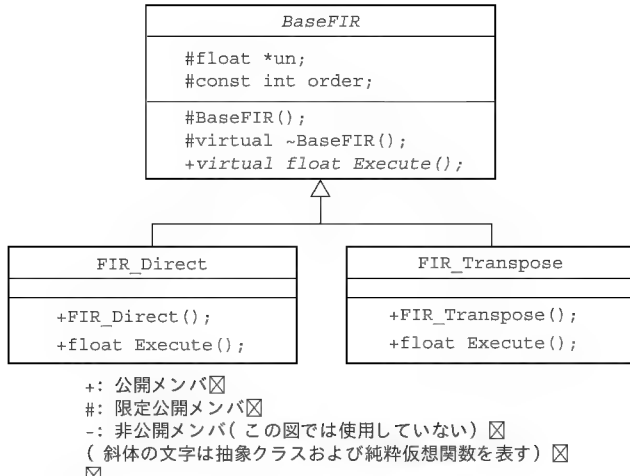 BaseFIR
#float *un;
#const int order;
#BaseFIR();
#virtual ~BaseFIR();
+virtual float Execute();
FIR_Direct
FIR_Transpose
+FIR_Direct();
+float Execute();
+FIR_Transpose();
+float Execute();
+: 公開メンバ☒
#: 限定公開メンバ☒
-: 非公開メンバ( この図では使用していない) ☒
( 斜体の文字は抽象クラスおよび純粋仮想関数を表す) ☒
☒